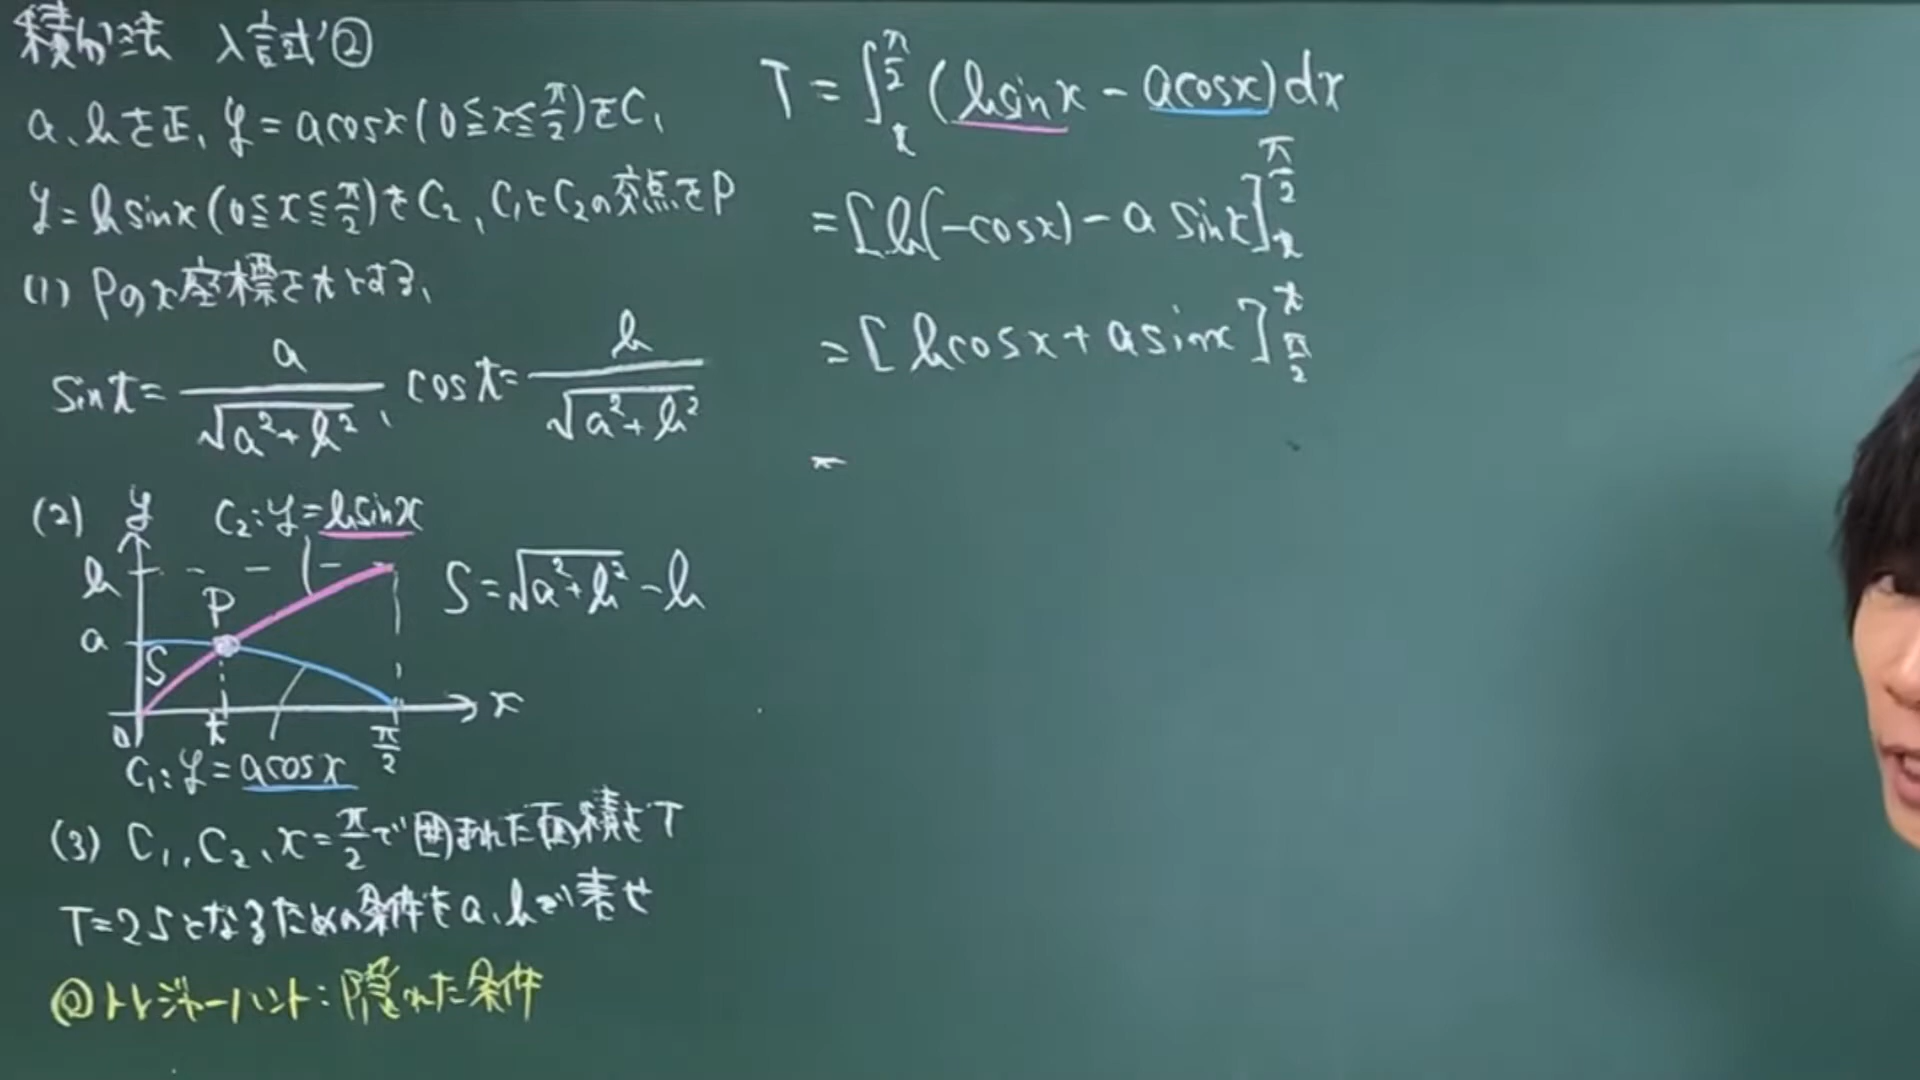 積分法 入試②
a、bを正、y=acosx(0≦x≦π/2)をC₁
y=bsinx(0≦x≦π/2)をC₂、C₁とC₂の交点をP
(1) Pのx座標をtとする、
sint=a/√(a²+b²)、cost=b/√(a²+b²)
(2) y C₂:y=bsinx
b
P
a
S
S=√(a²+b²)-b
0 t π/2 x
C₁:y=acosx
(3) C₁、C₂、x=π/2で囲まれた面積をT
T=2Sとなるための条件をa、bで表せ
◎トレジャーハント:隠れた条件
T=∫_t^{π/2}(bsinx-acosx)dx
=[b(-cosx)-a sinx]_t^{π/2}
=[bcosx+asinx]_{π/2}^t
=